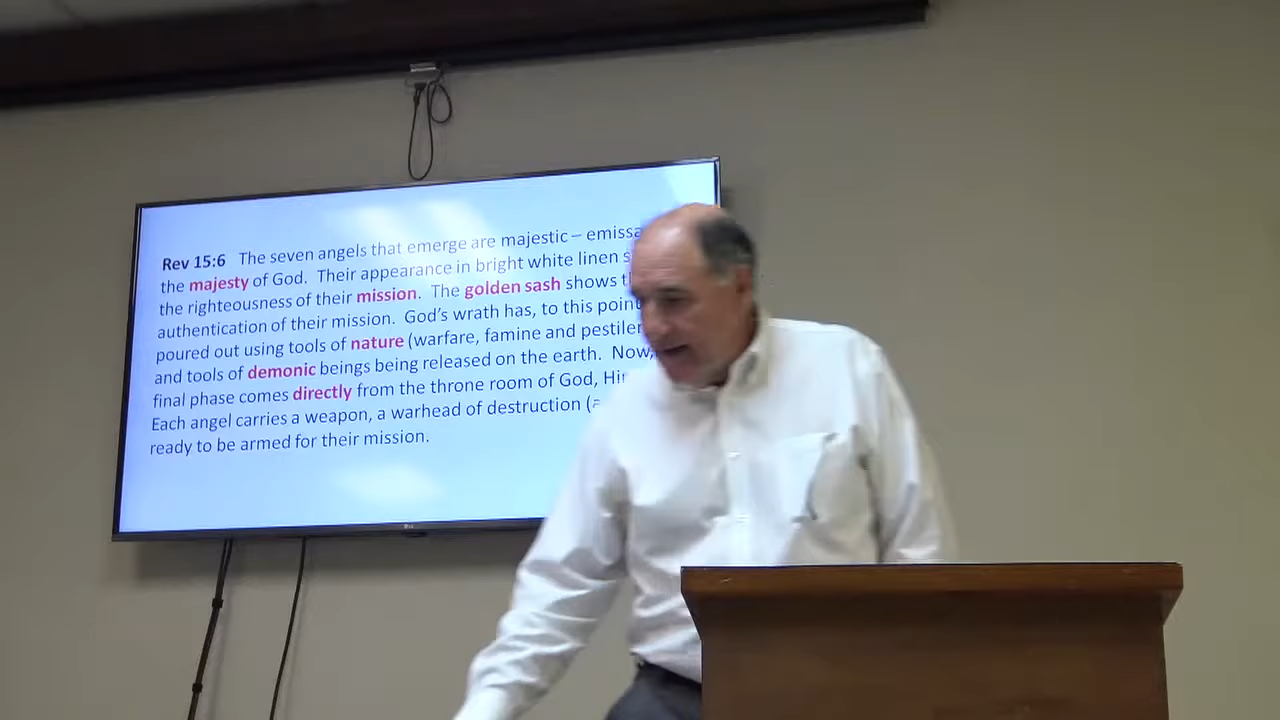 Rev 15:6 The seven angels that emerge are majestic – emissa
the majesty of God. Their appearance in bright white linen s
the righteousness of their mission. The golden sash shows t
authentication of their mission. God's wrath has, to this point
poured out using tools of nature (warfare, famine and pestilen
and tools of demonic beings being released on the earth. Now,
final phase comes directly from the throne room of God, Hi
Each angel carries a weapon, a warhead of destruction (a
ready to be armed for their mission.
LG